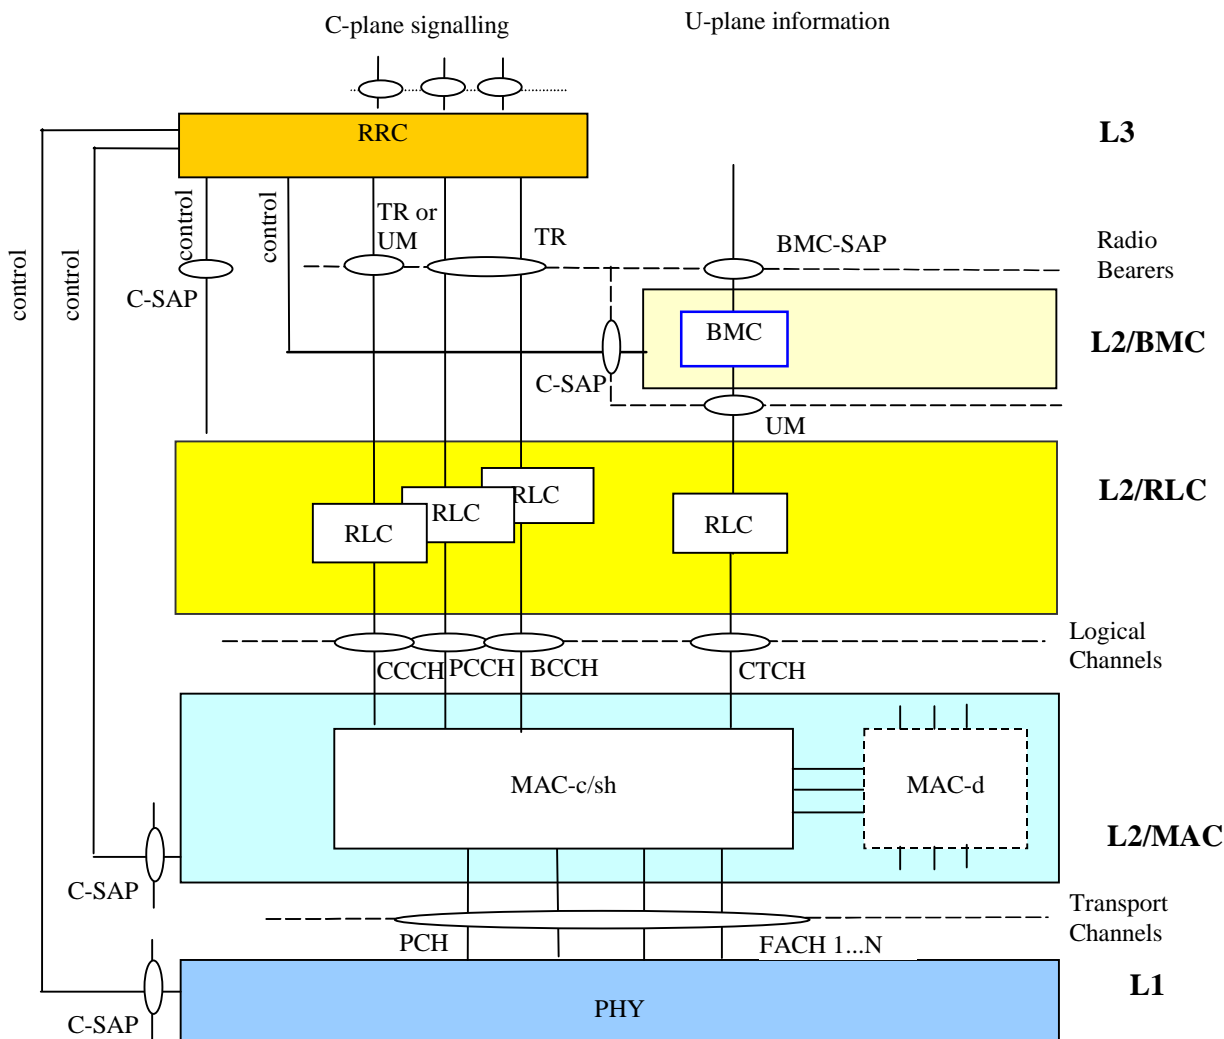 C-plane signalling
U-plane information
RRC
L3
control
control
control
control
TR or
UM
TR
BMC-SAP
Radio
Bearers
C-SAP
BMC
L2/BMC
C-SAP
UM
L2/RLC
RLC
RLC
RLC
RLC
Logical
Channels
CCCH
PCCH
BCCH
CTCH
MAC-c/sh
MAC-d
L2/MAC
C-SAP
Transport
Channels
PCH
FACH 1...N
L1
PHY
C-SAP